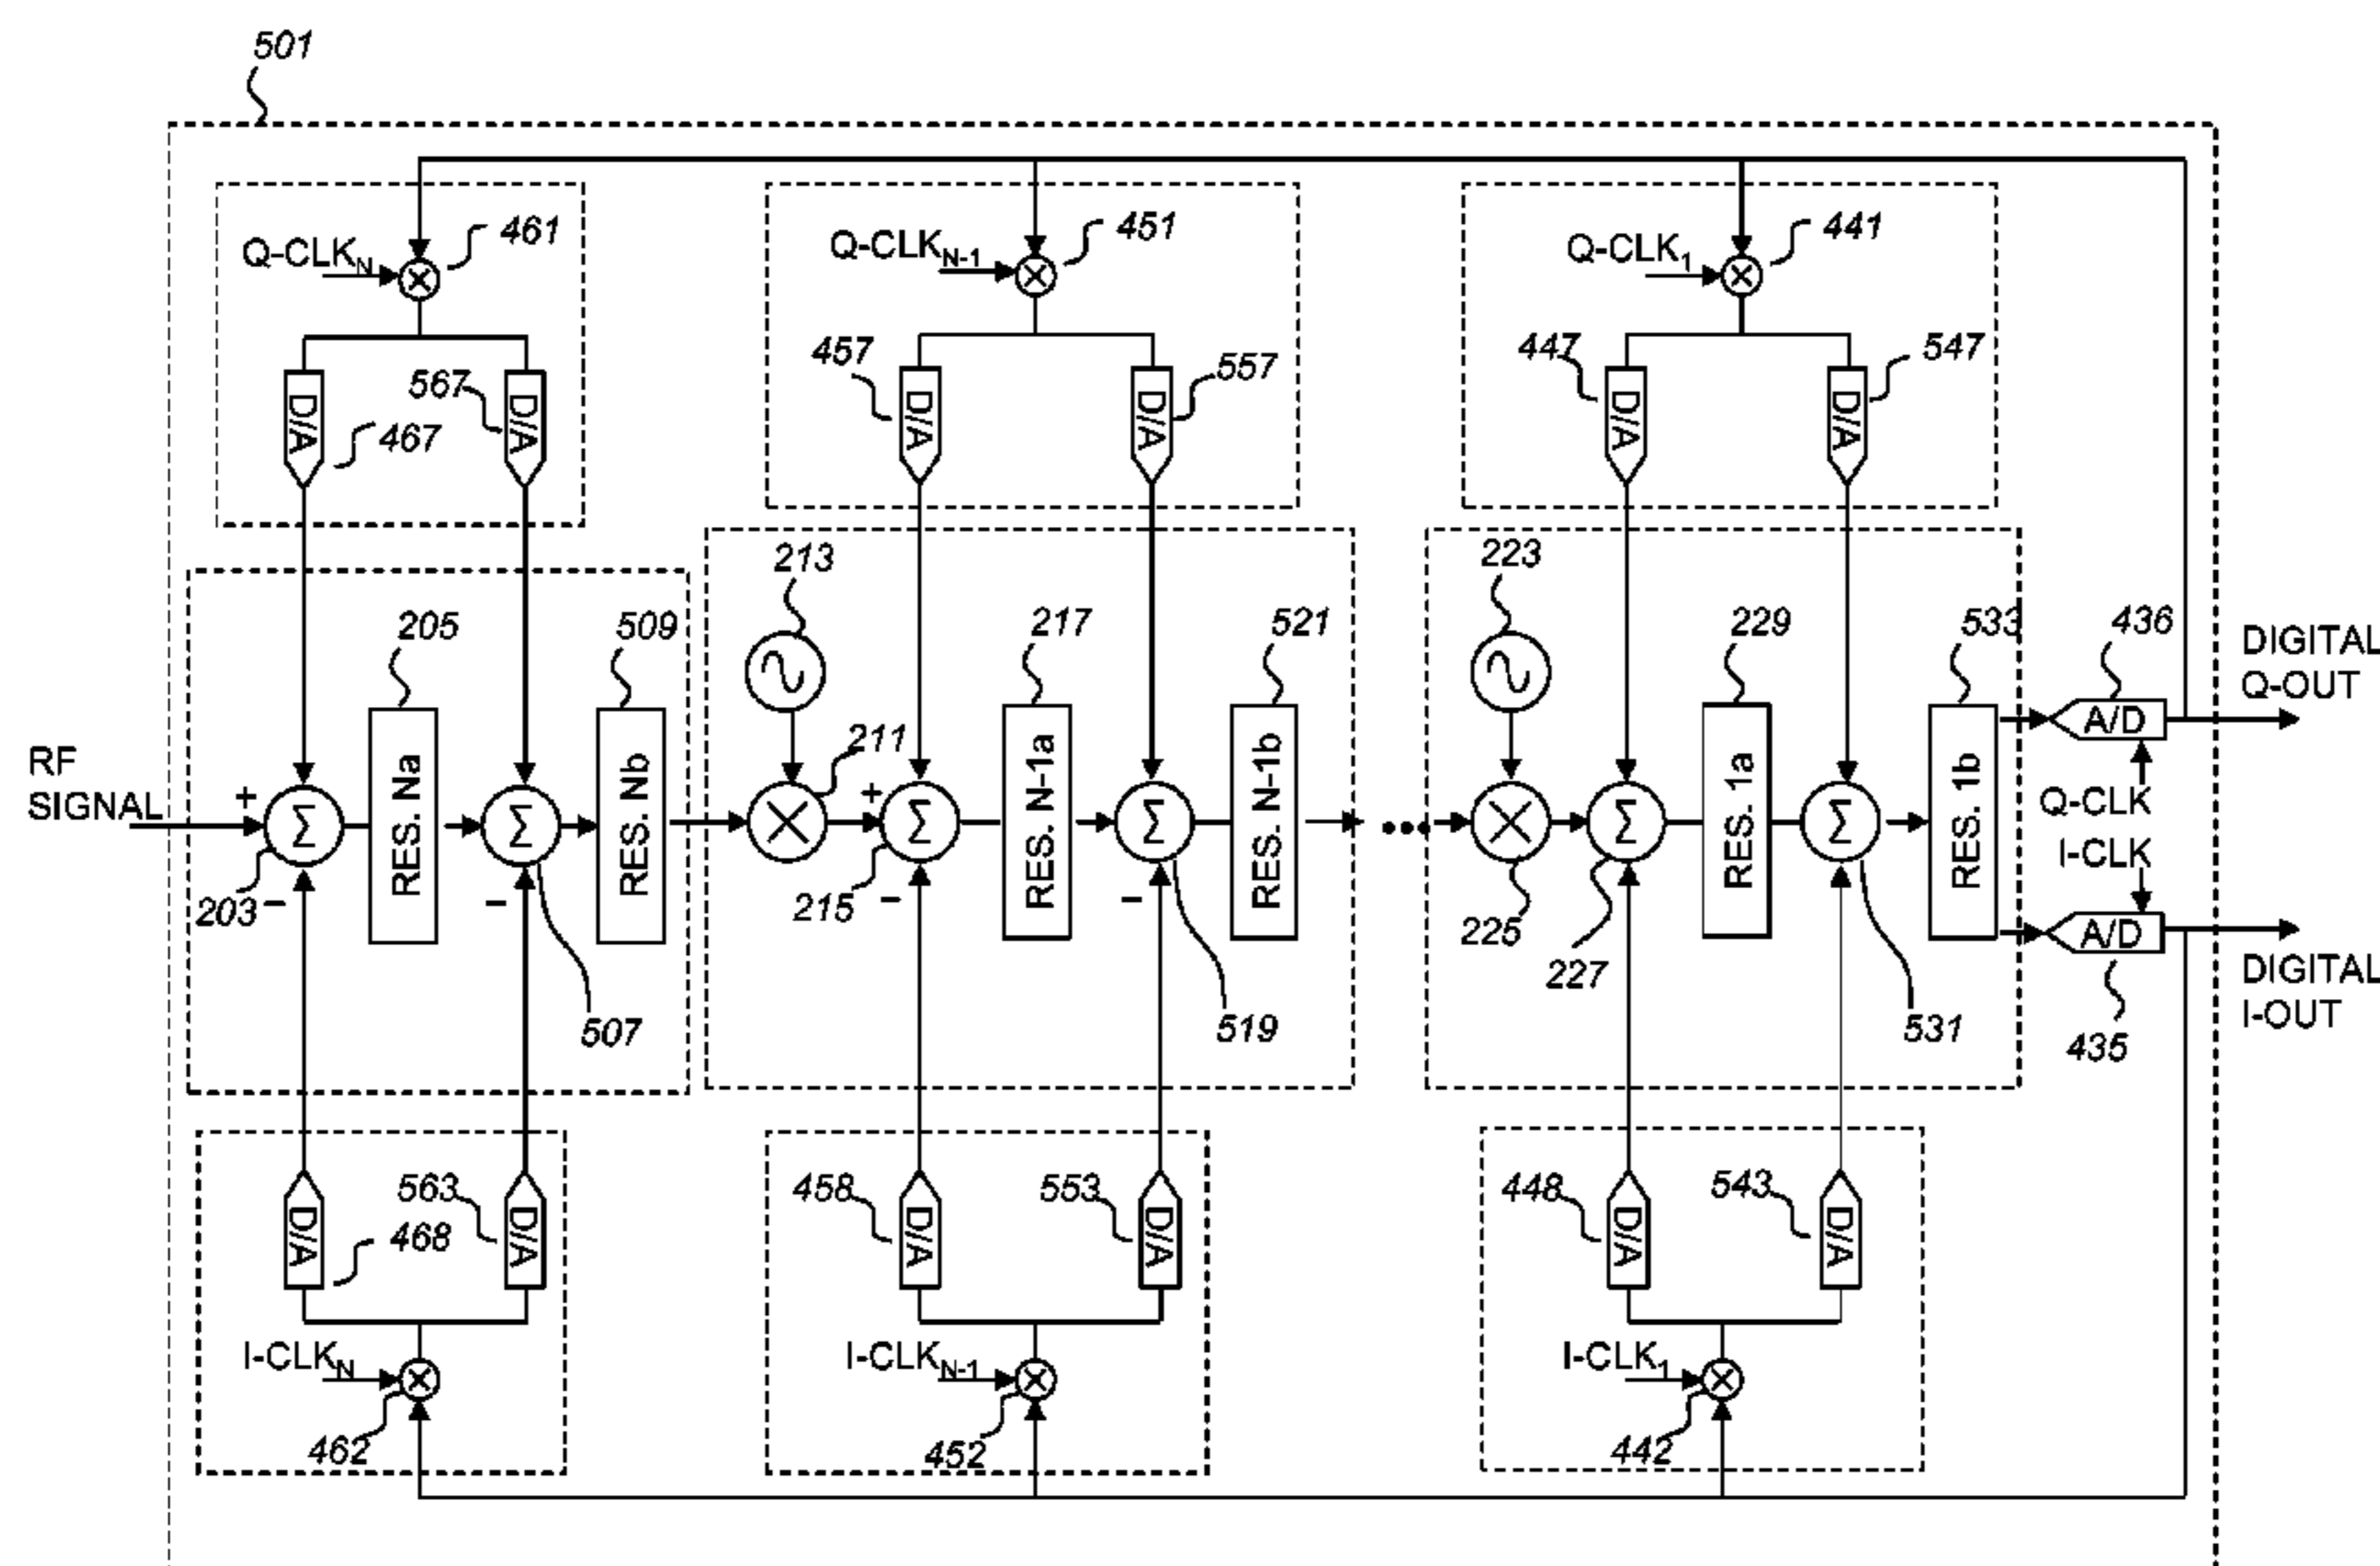 501
Q-CLKN
461
Q-CLKN-1
451
Q-CLK1
441
D/A
467
567
D/A
457
D/A
557
D/A
447
D/A
547
D/A
213
223
205
509
217
521
229
533
436
DIGITAL
Q-OUT
RF
SIGNAL
+
Σ
203
-
RES. Na
Σ
-
507
RES. Nb
211
+
Σ
215
-
RES. N-1a
Σ
-
519
RES. N-1b
•••
225
Σ
227
RES. 1a
Σ
531
RES. 1b
A/D
Q-CLK
I-CLK
A/D
435
DIGITAL
I-OUT
D/A
468
563
D/A
458
D/A
553
D/A
448
D/A
543
D/A
I-CLKN
462
I-CLKN-1
452
I-CLK1
442